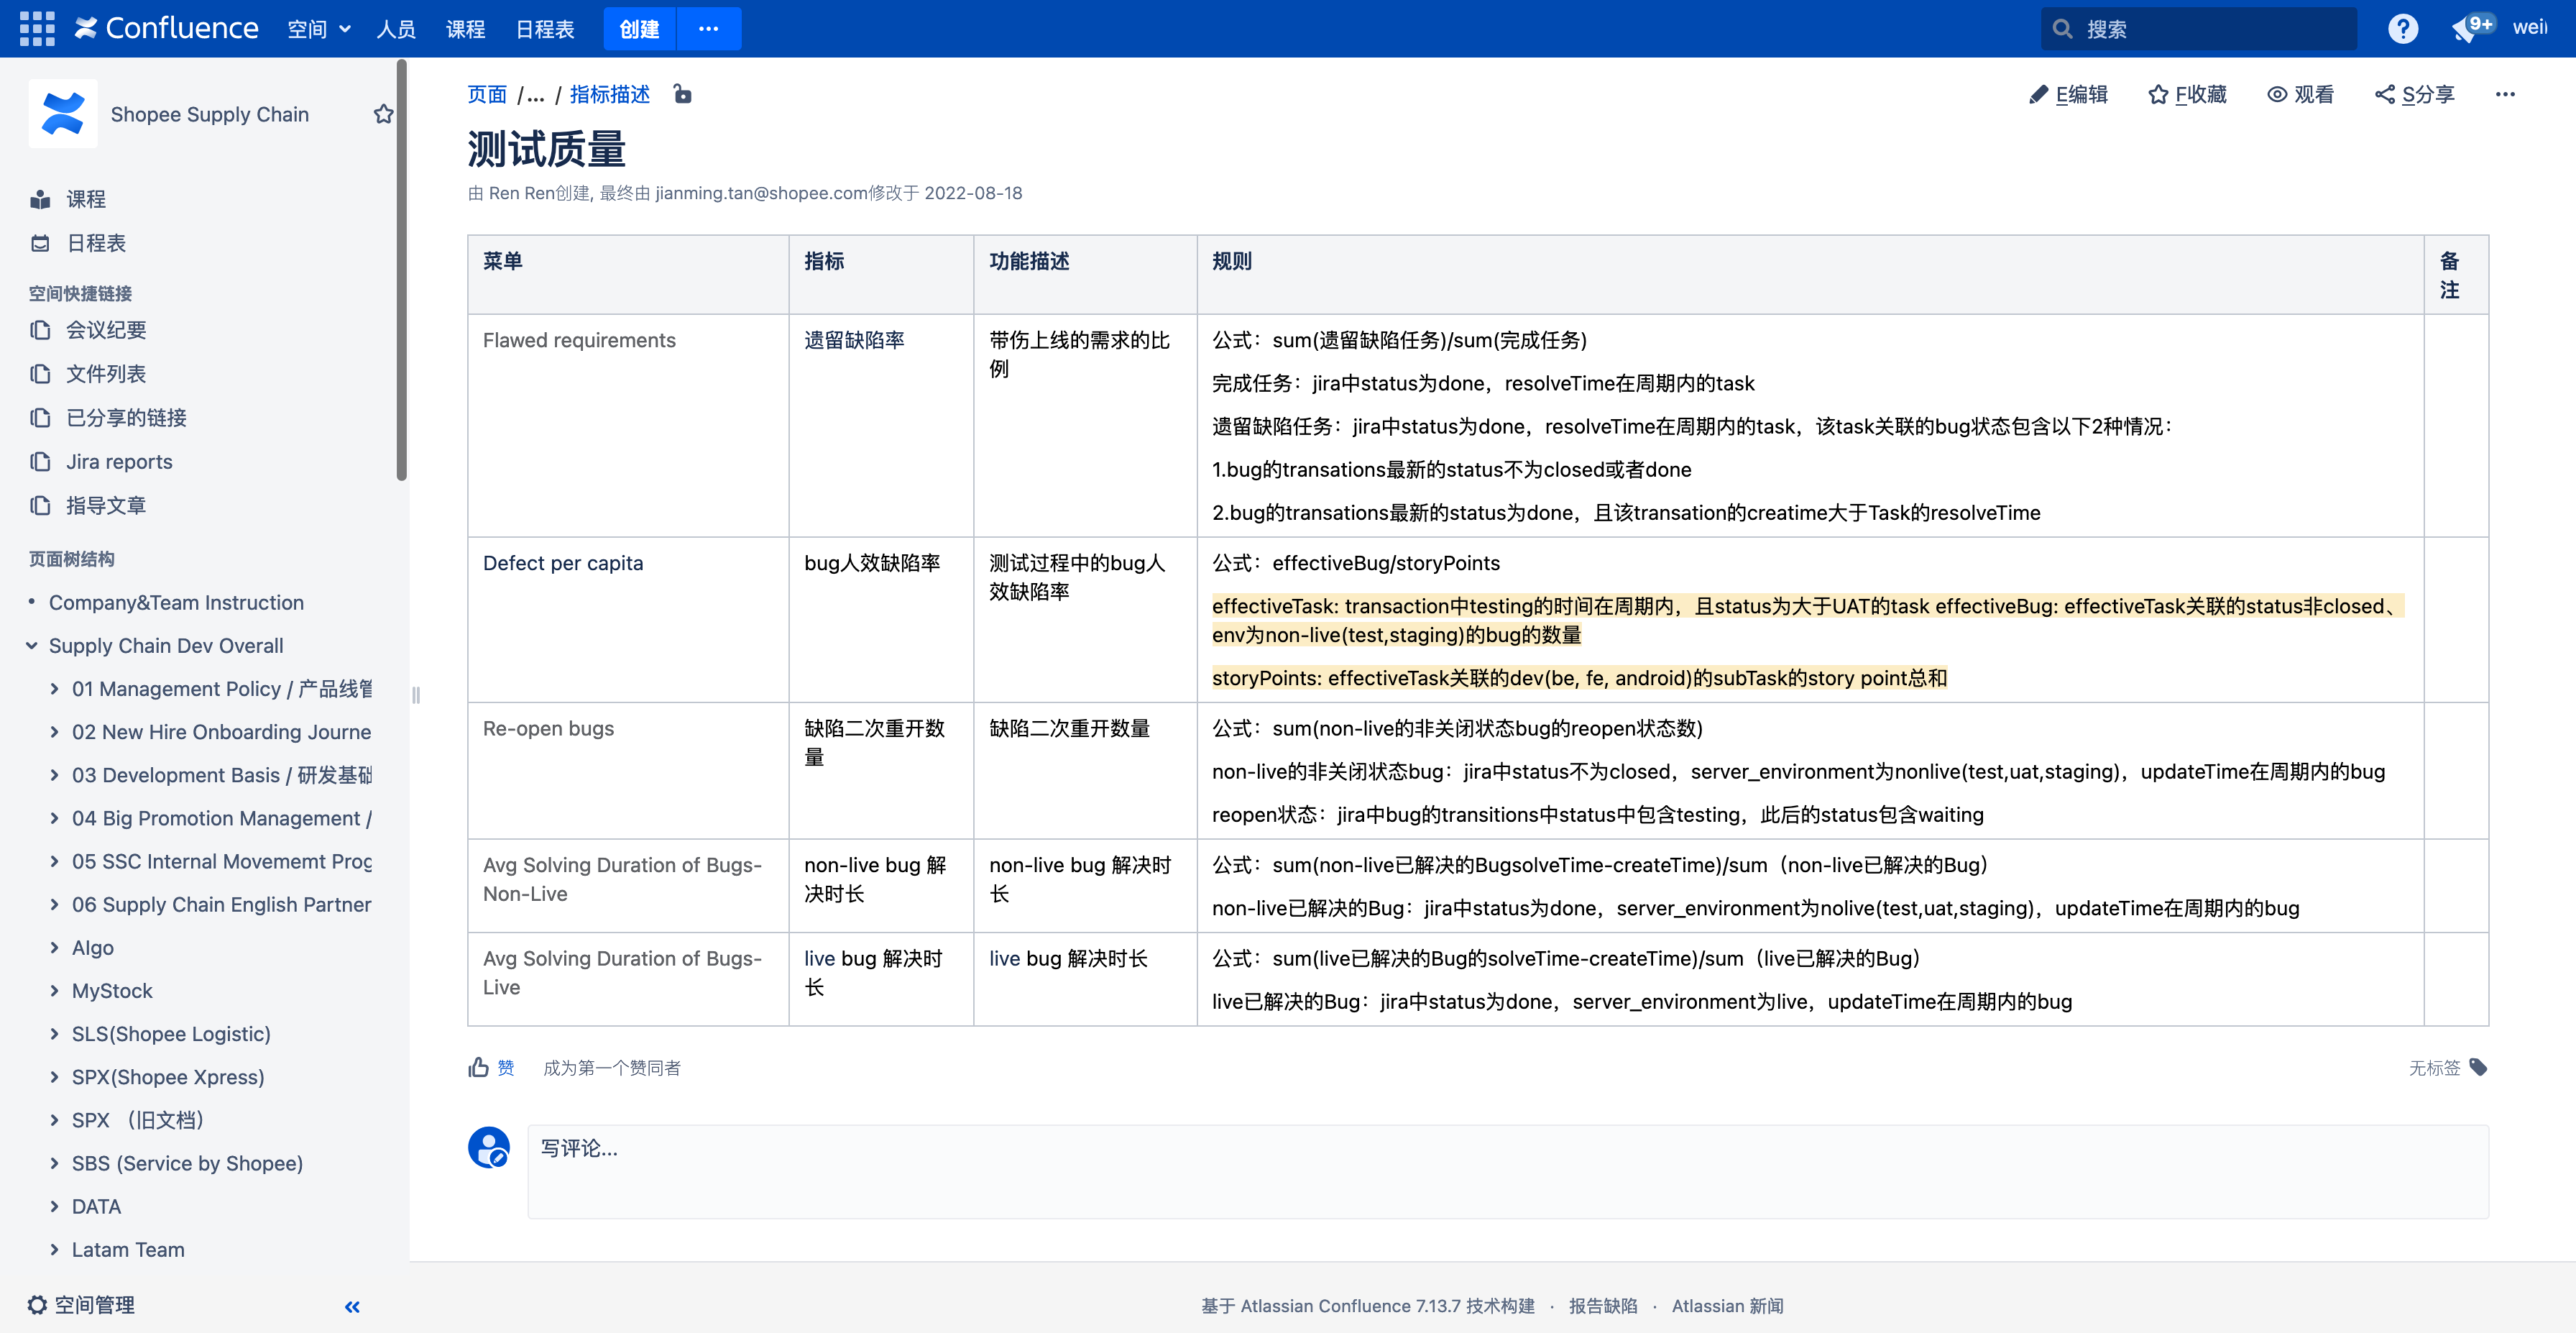 Confluence 空间 人员 课程 日程表 创建 ··· 搜索 9+ weil
Shopee Supply Chain
课程
日程表
空间快捷链接
会议纪要
文件列表
已分享的链接
Jira reports
指导文章
页面树结构
Company&Team Instruction
Supply Chain Dev Overall
01 Management Policy / 产品线管
02 New Hire Onboarding Journe
03 Development Basis / 研发基础
04 Big Promotion Management /
05 SSC Internal Movememt Prog
06 Supply Chain English Partner
Algo
MyStock
SLS(Shopee Logistic)
SPX(Shopee Xpress)
SPX （旧文档）
SBS (Service by Shopee)
DATA
Latam Team
空间管理
页面 /... / 指标描述
E编辑 F收藏 观看 S分享 ···
测试质量
由 Ren Ren创建, 最终由 jianming.tan@shopee.com修改于 2022-08-18
菜单 指标 功能描述 规则 备
注
Flawed requirements
遗留缺陷率
带伤上线的需求的比
例
公式：sum(遗留缺陷任务)/sum(完成任务)
完成任务：jira中status为done，resolveTime在周期内的task
遗留缺陷任务：jira中status为done，resolveTime在周期内的task，该task关联的bug状态包含以下2种情况：
1.bug的transations最新的status不为closed或者done
2.bug的transations最新的status为done，且该transation的creatime大于Task的resolveTime
Defect per capita
bug人效缺陷率
测试过程中的bug人
效缺陷率
公式：effectiveBug/storyPoints
effectiveTask: transaction中testing的时间在周期内，且status为大于UAT的task effectiveBug: effectiveTask关联的status非closed、
env为non-live(test,staging)的bug的数量
storyPoints: effectiveTask关联的dev(be, fe, android)的subTask的story point总和
Re-open bugs
缺陷二次重开数
量
缺陷二次重开数量
公式：sum(non-live的非关闭状态bug的reopen状态数)
non-live的非关闭状态bug：jira中status不为closed，server_environment为nonlive(test,uat,staging)，updateTime在周期内的bug
reopen状态：jira中bug的transitions中status中包含testing，此后的status包含waiting
Avg Solving Duration of Bugs-
Non-Live
non-live bug 解
决时长
non-live bug 解决时
长
公式：sum(non-live已解决的BugsolveTime-createTime)/sum（non-live已解决的Bug）
non-live已解决的Bug：jira中status为done，server_environment为nolive(test,uat,staging)，updateTime在周期内的bug
Avg Solving Duration of Bugs-
Live
live bug 解决时
长
live bug 解决时长
公式：sum(live已解决的Bug的solveTime-createTime)/sum（live已解决的Bug）
live已解决的Bug：jira中status为done，server_environment为live，updateTime在周期内的bug
赞 成为第一个赞同者
无标签
写评论...
基于 Atlassian Confluence 7.13.7 技术构建 · 报告缺陷 · Atlassian 新闻